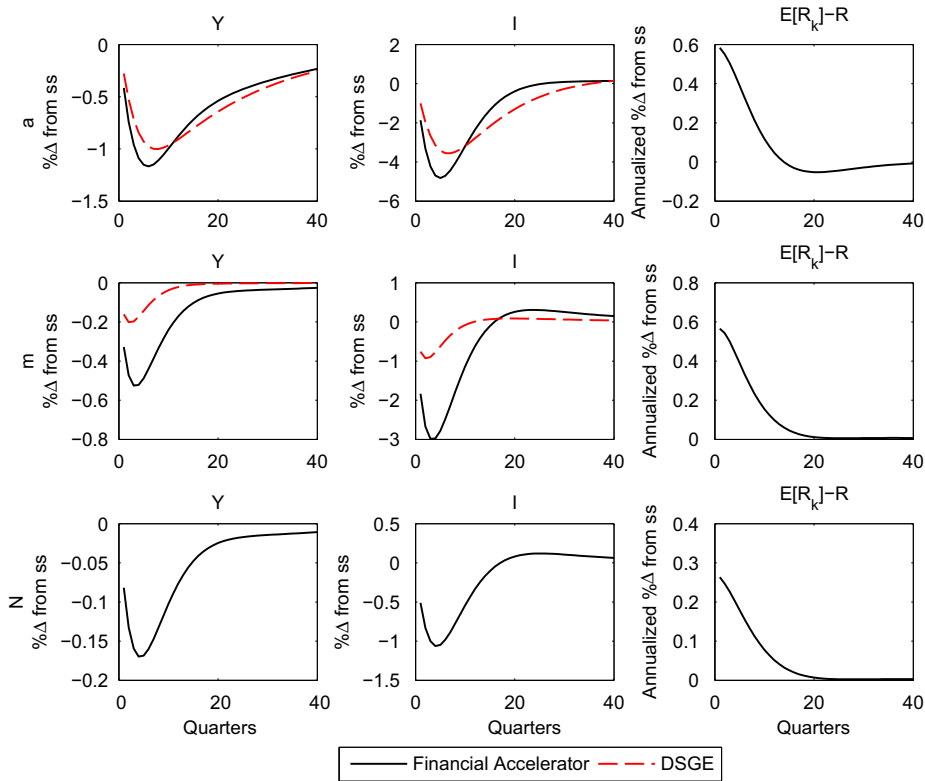 Y
I
E[Rk]−R
a
%Δ from ss
0
−0.5
−1
−1.5
0 20 40
%Δ from ss
2
0
−2
−4
−6
0 20 40
Annualized %Δ from ss
0.6
0.4
0.2
0
−0.2
0 20 40
Y
I
E[Rk]−R
m
%Δ from ss
0
−0.2
−0.4
−0.6
−0.8
0 20 40
%Δ from ss
1
0
−1
−2
−3
0 20 40
Annualized %Δ from ss
0.8
0.6
0.4
0.2
0
0 20 40
Y
I
E[Rk]−R
N
%Δ from ss
0
−0.05
−0.1
−0.15
−0.2
0 20 40
Quarters
%Δ from ss
0.5
0
−0.5
−1
−1.5
0 20 40
Quarters
Annualized %Δ from ss
0.4
0.3
0.2
0.1
0
0 20 40
Quarters
Financial Accelerator DSGE